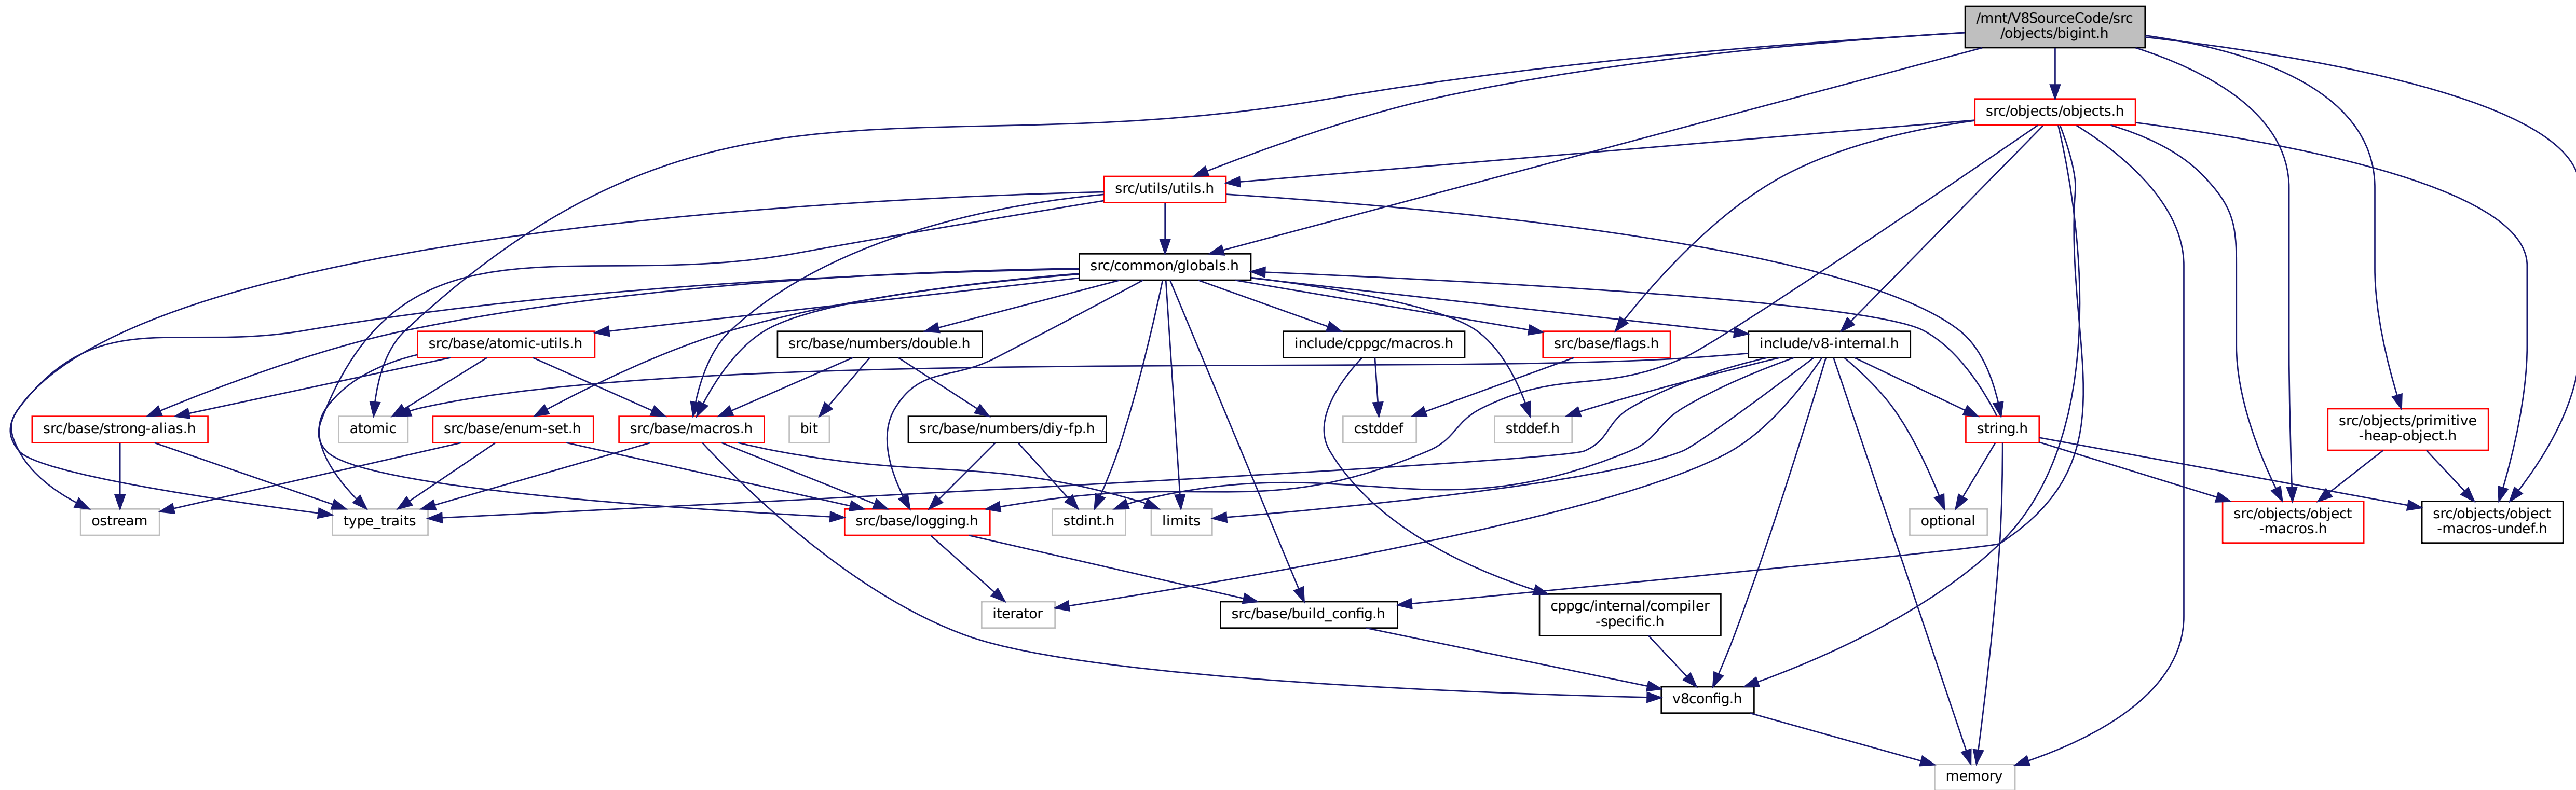 /mnt/V8SourceCode/src
/objects/bigint.h
src/objects/objects.h
src/utils/utils.h
src/common/globals.h
src/base/atomic-utils.h
src/base/numbers/double.h
include/cppgc/macros.h
src/base/flags.h
include/v8-internal.h
src/base/strong-alias.h
atomic
src/base/enum-set.h
src/base/macros.h
bit
src/base/numbers/diy-fp.h
cstddef
stddef.h
string.h
src/objects/primitive
-heap-object.h
ostream
type_traits
src/base/logging.h
stdint.h
limits
optional
src/objects/object
-macros.h
src/objects/object
-macros-undef.h
iterator
src/base/build_config.h
cppgc/internal/compiler
-specific.h
v8config.h
memory